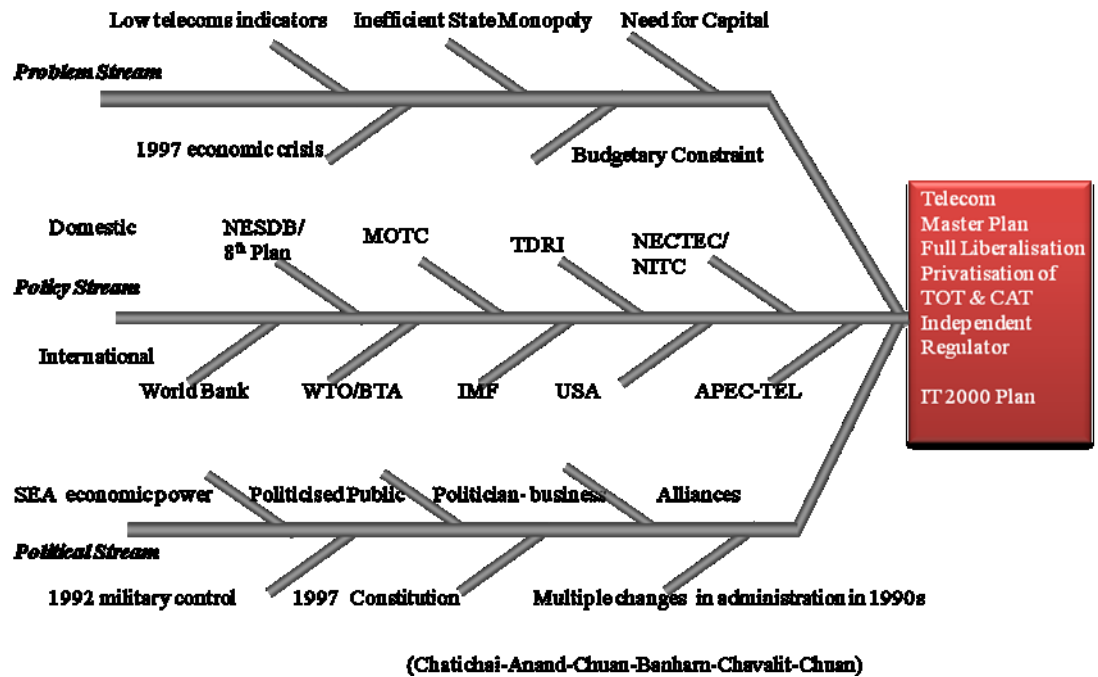 Low telecoms indicators
Inefficient State Monopoly
Need for Capital
Problem Stream
1997 economic crisis
Budgetary Constraint
Domestic
NESDB/
8th Plan
MOTC
TDRI
NECTEC/
NITC
Policy Stream
International
World Bank
WTO/BTA
IMF
USA
APEC-TEL
Telecom
Master Plan
Full Liberalisation
Privatisation of
TOT & CAT
Independent
Regulator
IT 2000 Plan
SEA economic power
Politicised Public
Politician- business
Alliances
Political Stream
1992 military control
1997 Constitution
Multiple changes in administration in 1990s
(Chatichai-Anand-Chuan-Banharn-Chavalit-Chuan)